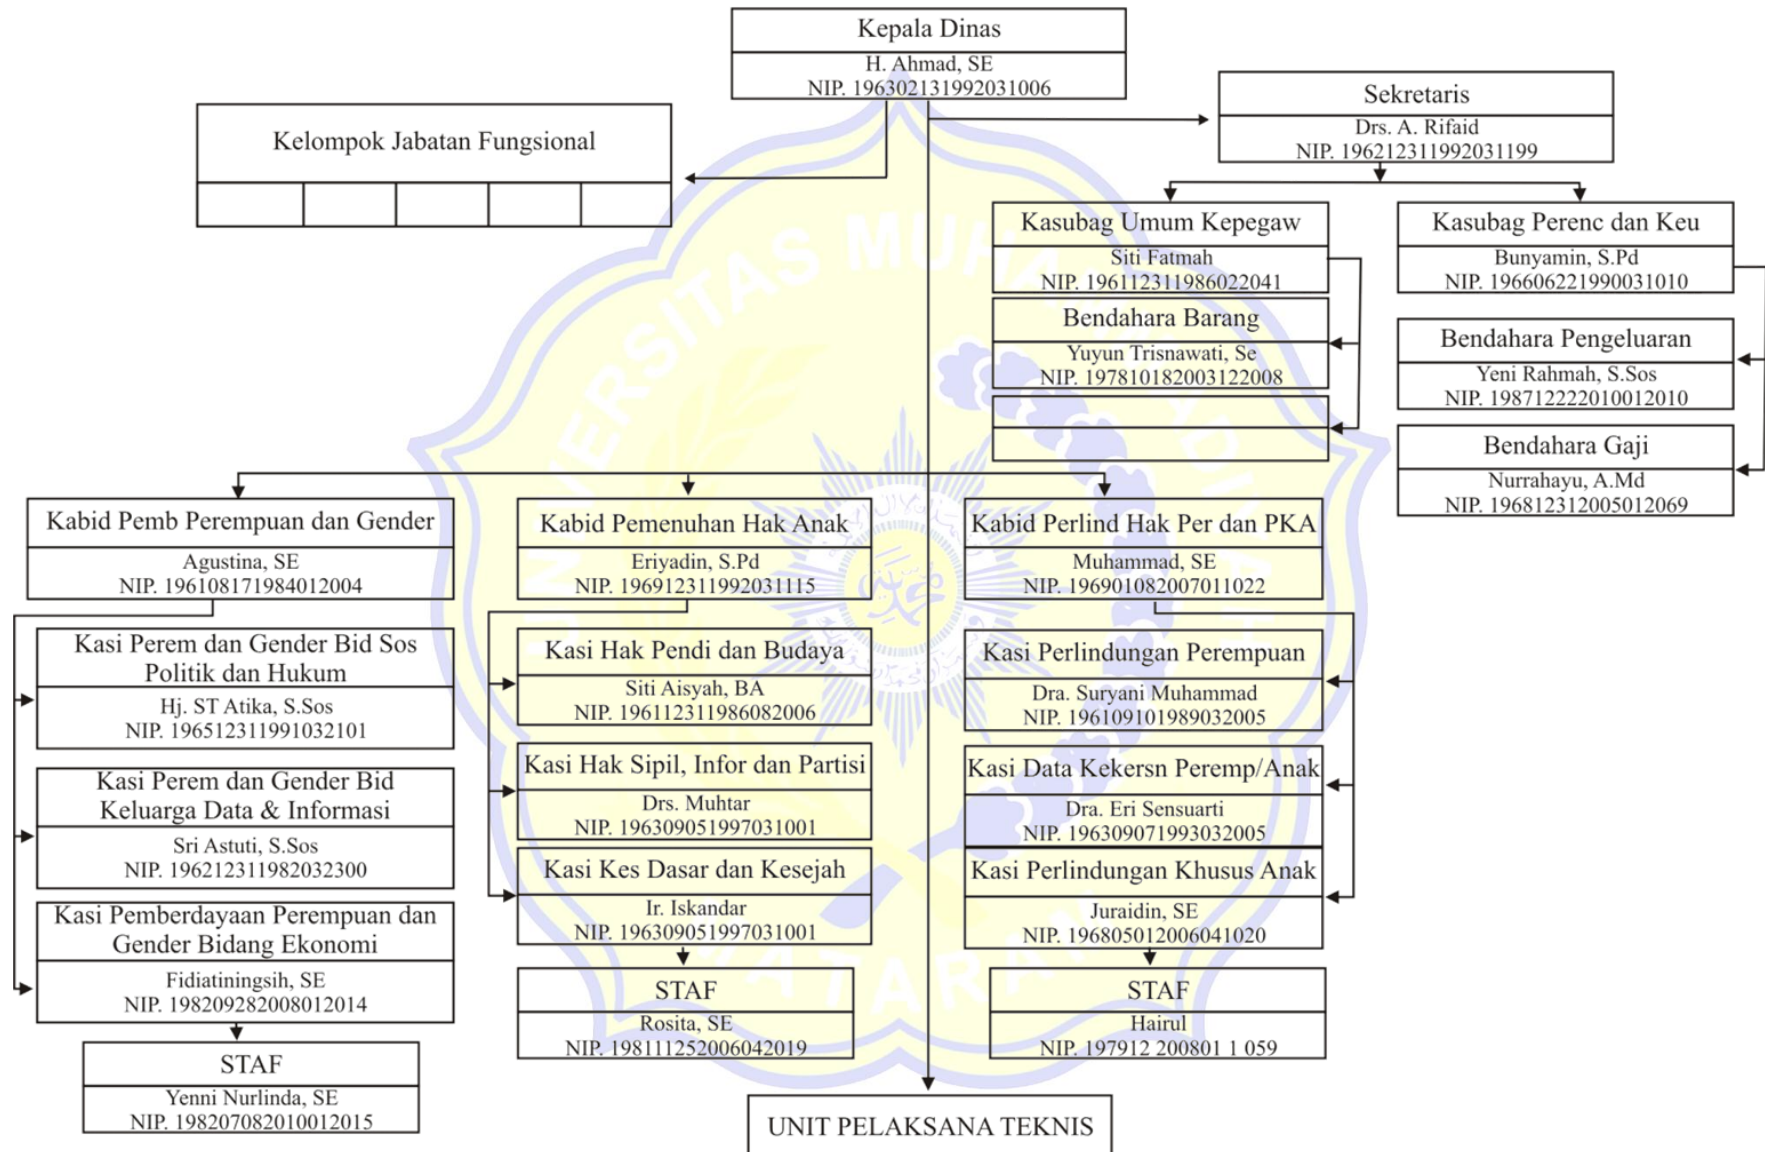 Kepala Dinas
H. Ahmad, SE
NIP. 196302131992031006
Sekretaris
Drs. A. Rifaid
NIP. 196212311992031199
Kelompok Jabatan Fungsional
Kasubag Umum Kepegaw
Siti Fatmah
NIP. 196112311986022041
Bendahara Barang
Yuyun Trisnawati, Se
NIP. 197810182003122008
Kasubag Perenc dan Keu
Bunyamin, S.Pd
NIP. 196606221990031010
Bendahara Pengeluaran
Yeni Rahmah, S.Sos
NIP. 198712222010012010
Bendahara Gaji
Nurrahayu, A.Md
NIP. 196812312005012069
Kabid Pemb Perempuan dan Gender
Agustina, SE
NIP. 196108171984012004
Kasi Perem dan Gender Bid Sos
Politik dan Hukum
Hj. ST Atika, S.Sos
NIP. 196512311991032101
Kasi Perem dan Gender Bid
Keluarga Data & Informasi
Sri Astuti, S.Sos
NIP. 196212311982032300
Kasi Pemberdayaan Perempuan dan
Gender Bidang Ekonomi
Fidiatiningsih, SE
NIP. 198209282008012014
STAF
Yenni Nurlinda, SE
NIP. 198207082010012015
Kabid Pemenuhan Hak Anak
Eriyadin, S.Pd
NIP. 196912311992031115
Kasi Hak Pendi dan Budaya
Siti Aisyah, BA
NIP. 196112311986082006
Kasi Hak Sipil, Infor dan Partisi
Drs. Muhtar
NIP. 196309051997031001
Kasi Kes Dasar dan Kesejah
Ir. Iskandar
NIP. 196309051997031001
STAF
Rosita, SE
NIP. 198111252006042019
Kabid Perlind Hak Per dan PKA
Muhammad, SE
NIP. 196901082007011022
Kasi Perlindungan Perempuan
Dra. Suryani Muhammad
NIP. 196109101989032005
Kasi Data Kekersn Peremp/Anak
Dra. Eri Sensuarti
NIP. 196309071993032005
Kasi Perlindungan Khusus Anak
Juraidin, SE
NIP. 196805012006041020
STAF
Hairul
NIP. 197912 200801 1 059
UNIT PELAKSANA TEKNIS
UNIVERSITAS MUHAMMADIYAH
MATARAM